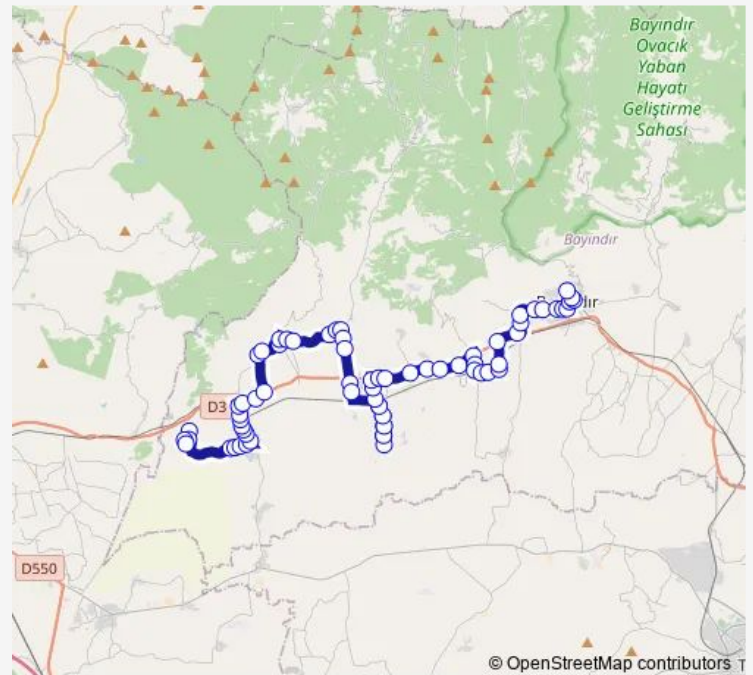 Bayındır
Ovacık
Yaban
Hayatı
Geliştirme
Sahası
Bayındır
D3
D550
© OpenStreetMap contributors